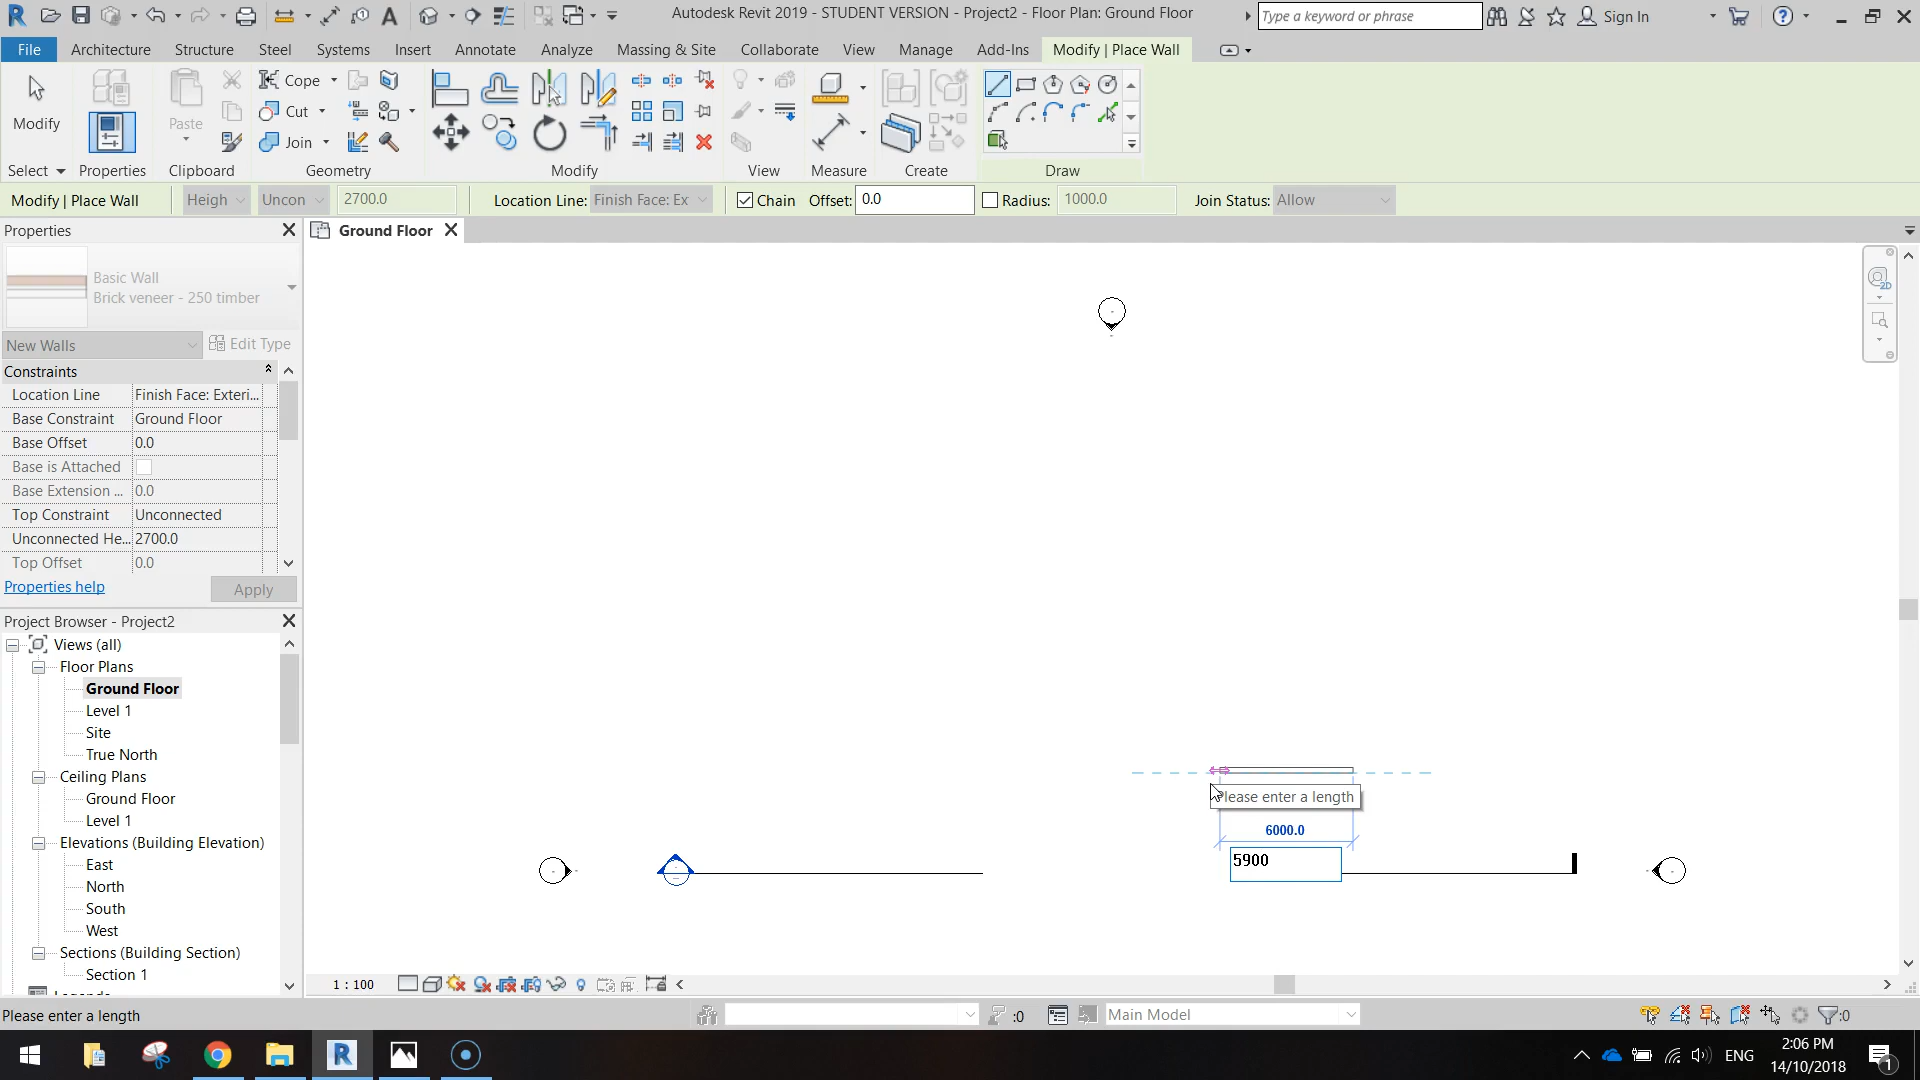 Autodesk Revit 2019 - STUDENT VERSION - Project2 - Floor Plan: Ground Floor
Type a keyword or phrase
Sign In
File Architecture Structure Steel Systems Insert Annotate Analyze Massing & Site Collaborate View Manage Add-Ins Modify | Place Wall
Modify
Paste
Cope
Cut
Join
Select Properties Clipboard Geometry Modify View Measure Create Draw
Modify | Place Wall Heigh Uncon 2700.0 Location Line: Finish Face: Ex Chain Offset: 0.0 Radius: 1000.0 Join Status: Allow
Properties
Ground Floor
Basic Wall
Brick veneer - 250 timber
New Walls Edit Type
Constraints
Location Line Finish Face: Exteri...
Base Constraint Ground Floor
Base Offset 0.0
Base is Attached
Base Extension ... 0.0
Top Constraint Unconnected
Unconnected He... 2700.0
Top Offset 0.0
Properties help Apply
Project Browser - Project2
Views (all)
Floor Plans
Ground Floor
Level 1
Site
True North
Ceiling Plans
Ground Floor
Level 1
Elevations (Building Elevation)
East
North
South
West
Sections (Building Section)
Section 1
2D
Please enter a length
6000.0
5900
1 : 100
Please enter a length
:0
Main Model
:0
ENG
2:06 PM
14/10/2018
1